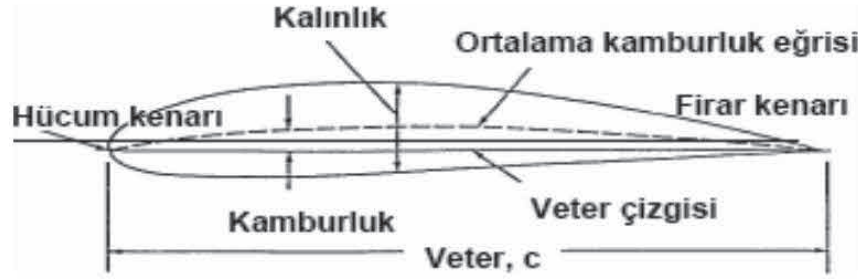 Kalınlık
Ortalama kamburluk eğrisi
Hücum kenarı
Firar kenarı
Kamburluk
Veter çizgisi
Veter, c